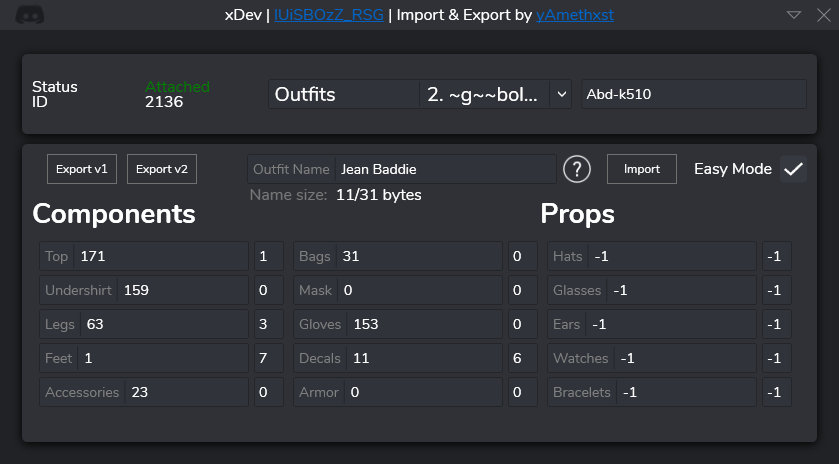 xDev | IUiSBOzZ_RSG | Import & Export by yAmethxst
Status Attached
ID 2136
Outfits 2. ~g~~bol... Abd-k510
Export v1 Export v2 Outfit Name Jean Baddie ? Import Easy Mode
Name size: 11/31 bytes
Components Props
Top 171 1 Bags 31 0 Hats -1 -1
Undershirt 159 0 Mask 0 0 Glasses -1 -1
Legs 63 3 Gloves 153 0 Ears -1 -1
Feet 1 7 Decals 11 6 Watches -1 -1
Accessories 23 0 Armor 0 0 Bracelets -1 -1